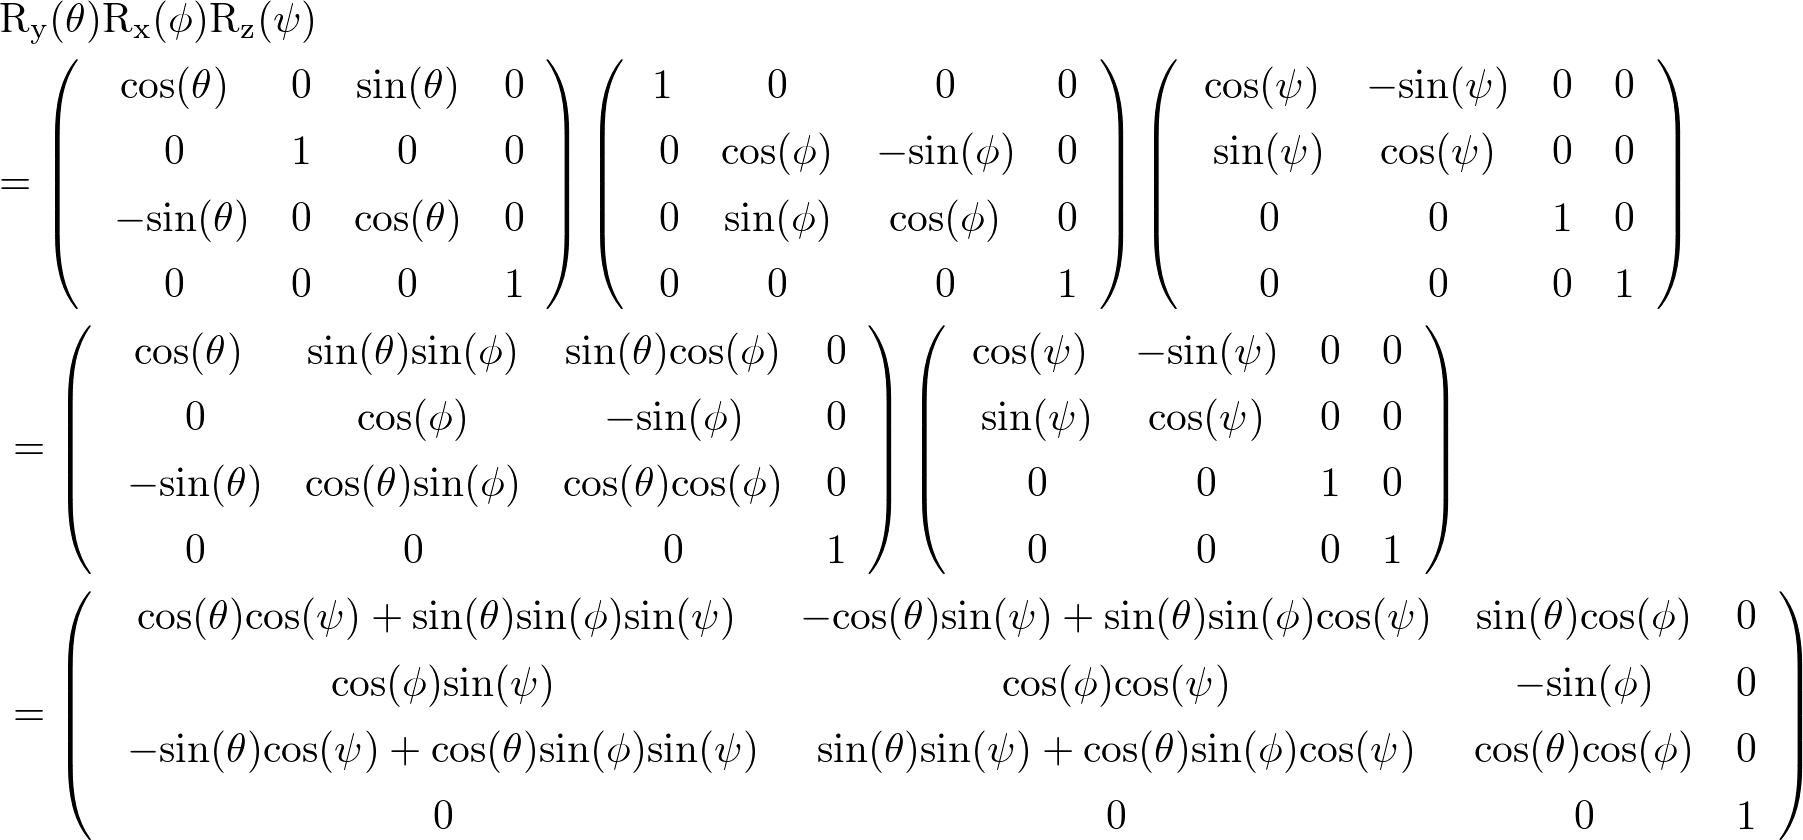 R_y(θ)R_x(ϕ)R_z(ψ)
= ( cos(θ) 0 sin(θ) 0 ) ( 1 0 0 0 ) ( cos(ψ) −sin(ψ) 0 0 )
( 0 1 0 0 ) ( 0 cos(ϕ) −sin(ϕ) 0 ) ( sin(ψ) cos(ψ) 0 0 )
( −sin(θ) 0 cos(θ) 0 ) ( 0 sin(ϕ) cos(ϕ) 0 ) ( 0 0 1 0 )
( 0 0 0 1 ) ( 0 0 0 1 ) ( 0 0 0 1 )
= ( cos(θ) sin(θ)sin(ϕ) sin(θ)cos(ϕ) 0 ) ( cos(ψ) −sin(ψ) 0 0 )
( 0 cos(ϕ) −sin(ϕ) 0 ) ( sin(ψ) cos(ψ) 0 0 )
( −sin(θ) cos(θ)sin(ϕ) cos(θ)cos(ϕ) 0 ) ( 0 0 1 0 )
( 0 0 0 1 ) ( 0 0 0 1 )
= ( cos(θ)cos(ψ) + sin(θ)sin(ϕ)sin(ψ) −cos(θ)sin(ψ) + sin(θ)sin(ϕ)cos(ψ) sin(θ)cos(ϕ) 0 )
( cos(ϕ)sin(ψ) cos(ϕ)cos(ψ) −sin(ϕ) 0 )
( −sin(θ)cos(ψ) + cos(θ)sin(ϕ)sin(ψ) sin(θ)sin(ψ) + cos(θ)sin(ϕ)cos(ψ) cos(θ)cos(ϕ) 0 )
( 0 0 0 1 )